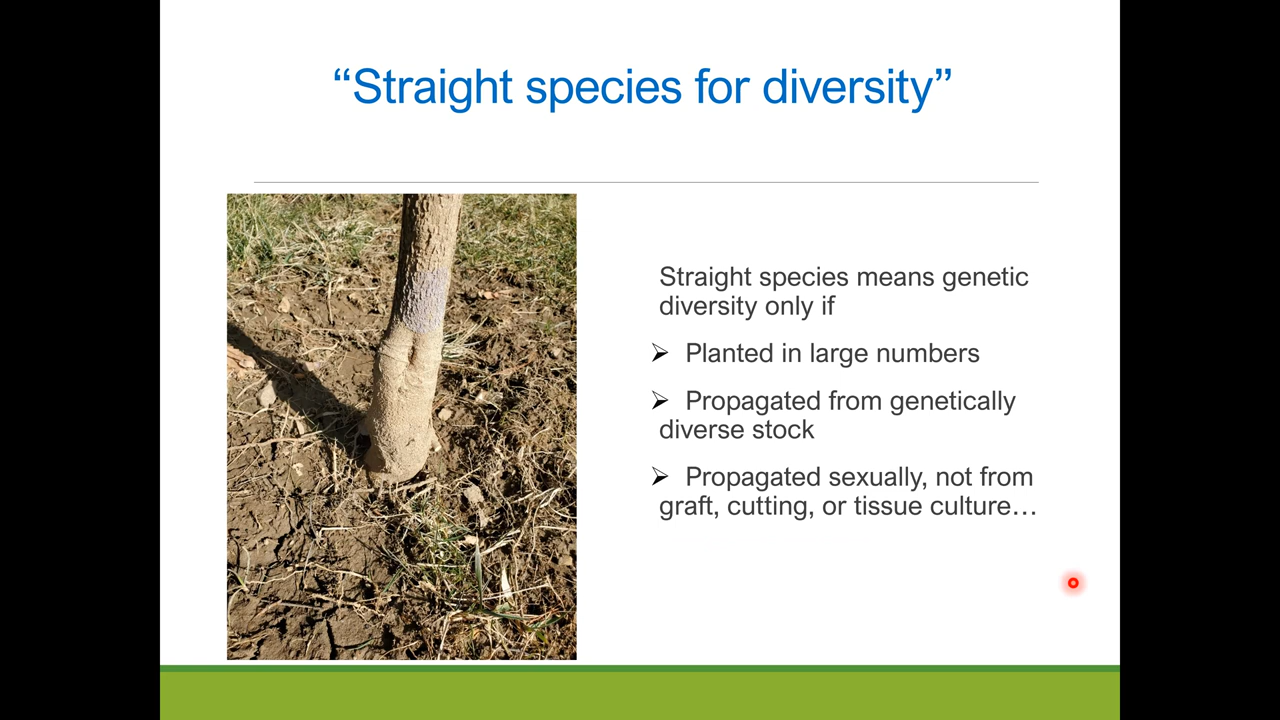 “Straight species for diversity”
Straight species means genetic
diversity only if
➢ Planted in large numbers
➢ Propagated from genetically
diverse stock
➢ Propagated sexually, not from
graft, cutting, or tissue culture…